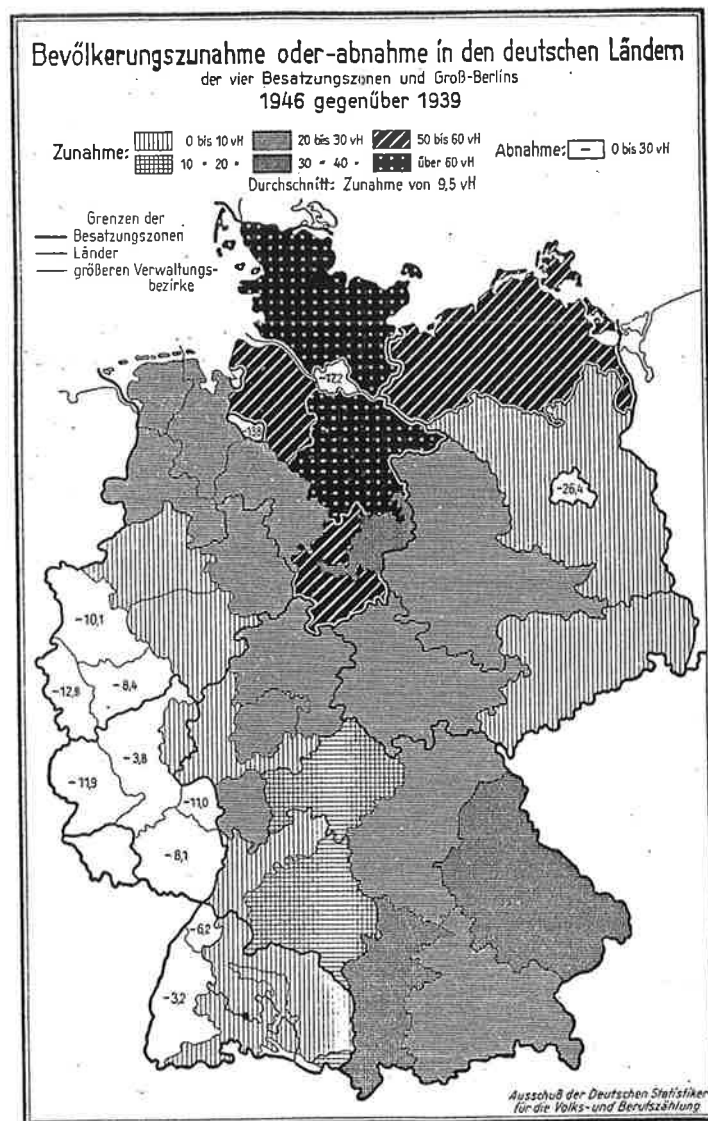 Bevölkerungszunahme oder-abnahme in den deutschen Ländern
der vier Besatzungszonen und Groß-Berlins
1946 gegenüber 1939
Zunahme:
0 bis 10 vH
20 bis 30 vH
50 bis 60 vH
Abnahme:
-
0 bis 30 vH
10 " 20 "
30 " 40 "
über 60 vH
Durchschnitt: Zunahme von 9,5 vH
Grenzen der
Besatzungszonen
Länder
größeren Verwaltungs-
bezirke
-17,2
-26,4
-10,1
-12,8
-8,4
-3,8
-11,9
-11,0
-8,1
-6,2
-3,2
Ausschuß der Deutschen Statistiker
für die Volks- und Berufszählung